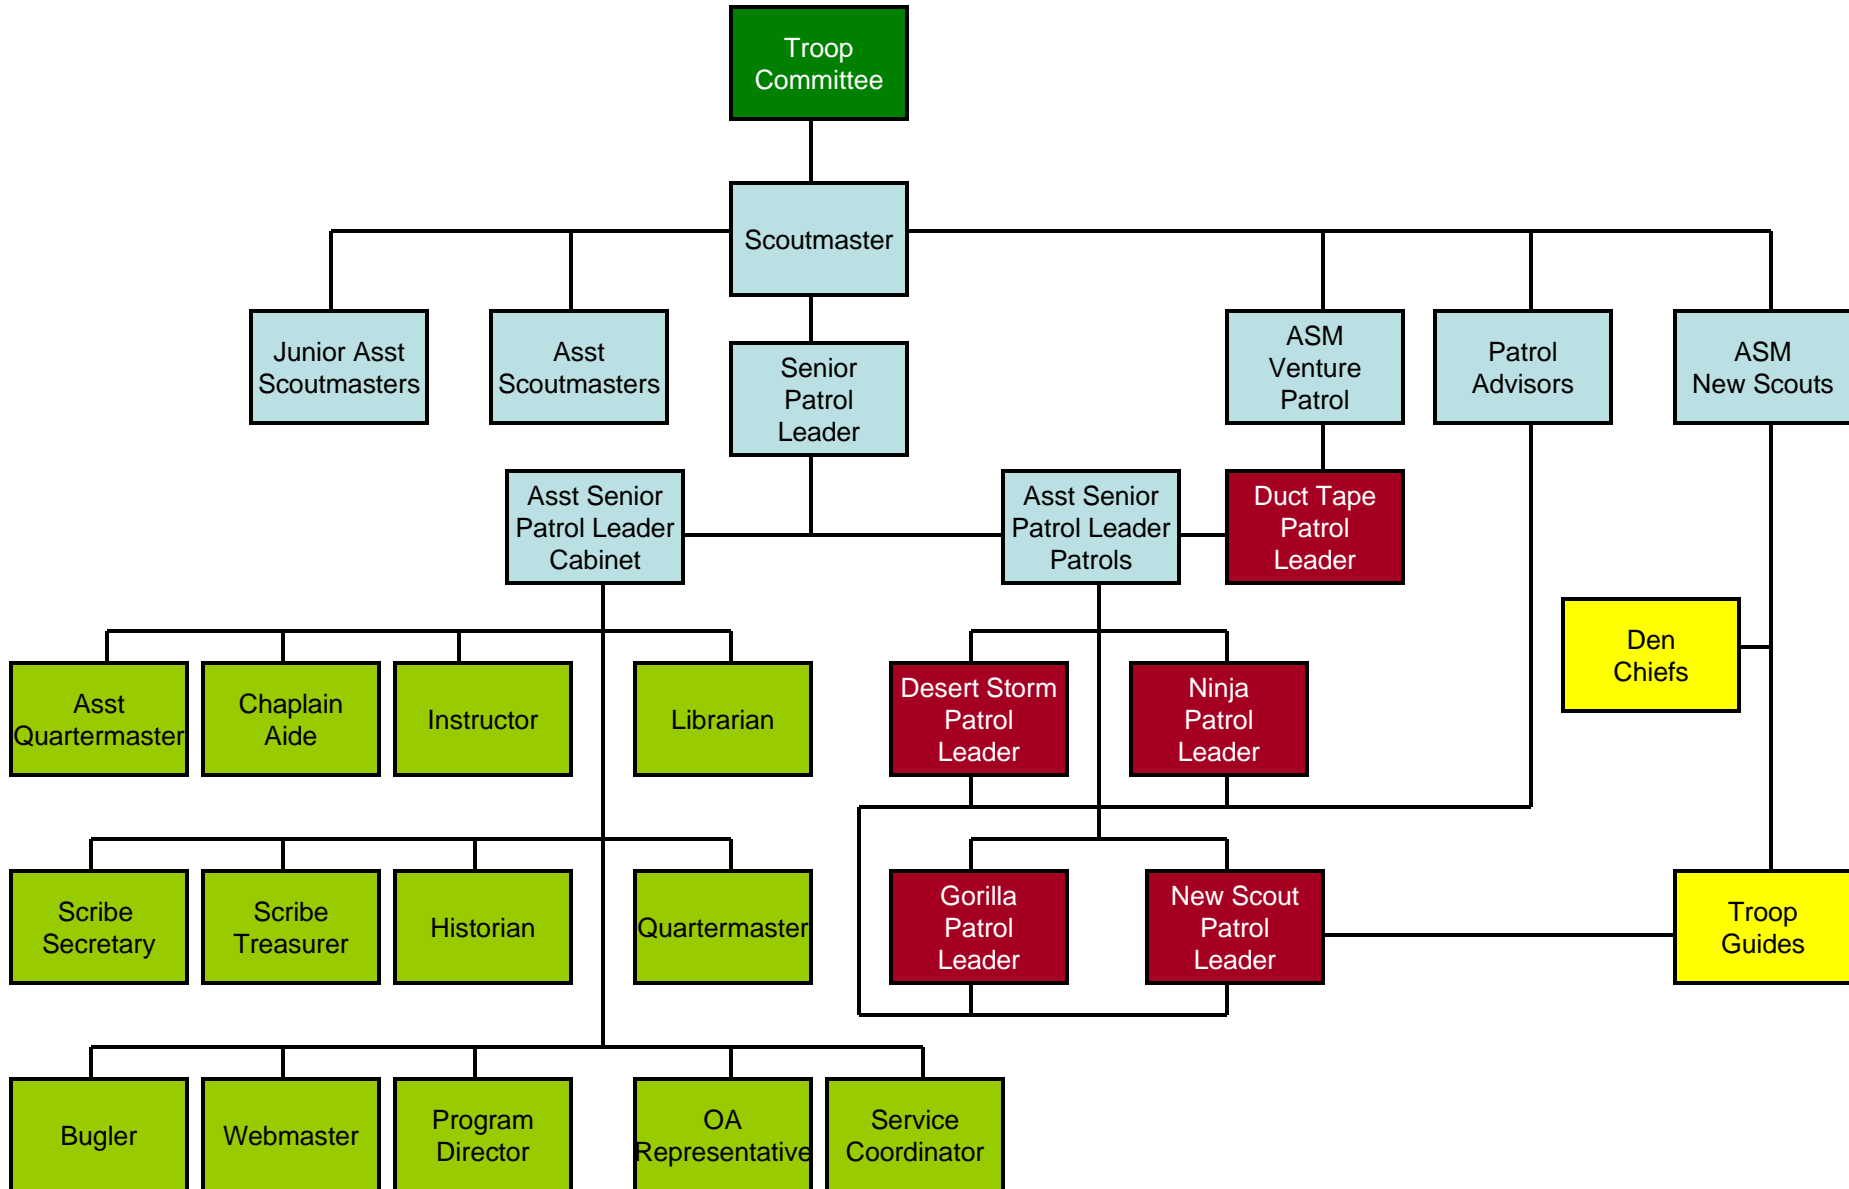 Troop
Committee
Scoutmaster
Junior Asst
Scoutmasters
Asst
Scoutmasters
Senior
Patrol
Leader
ASM
Venture
Patrol
Patrol
Advisors
ASM
New Scouts
Asst Senior
Patrol Leader
Cabinet
Asst Senior
Patrol Leader
Patrols
Duct Tape
Patrol
Leader
Den
Chiefs
Asst
Quartermaster
Chaplain
Aide
Instructor
Librarian
Desert Storm
Patrol
Leader
Ninja
Patrol
Leader
Scribe
Secretary
Scribe
Treasurer
Historian
Quartermaster
Gorilla
Patrol
Leader
New Scout
Patrol
Leader
Troop
Guides
Bugler
Webmaster
Program
Director
OA
Representative
Service
Coordinator